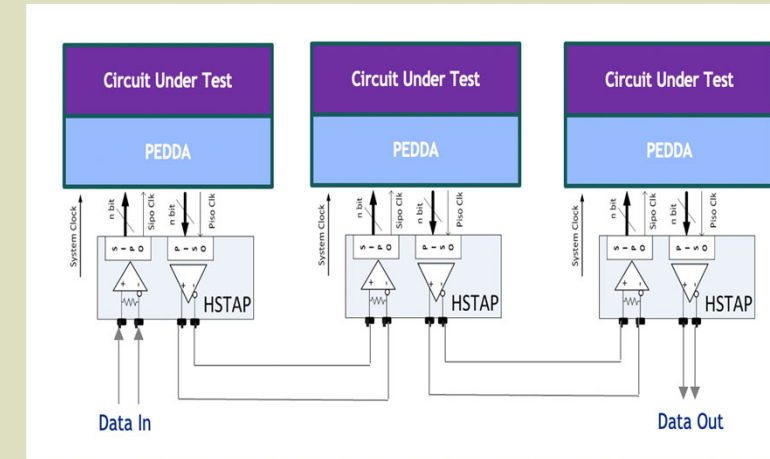 Circuit Under Test
Circuit Under Test
Circuit Under Test
PEDDA
PEDDA
PEDDA
System Clock
n bit
Sipo Clk
n bit
Piso Clk
System Clock
n bit
Sipo Clk
n bit
Piso Clk
System Clock
n bit
Sipo Clk
n bit
Piso Clk
S I P O
P I S O
S I P O
P I S O
S I P O
P I S O
+ -
+ -
+ -
+ -
+ -
+ -
HSTAP
HSTAP
HSTAP
Data In
Data Out